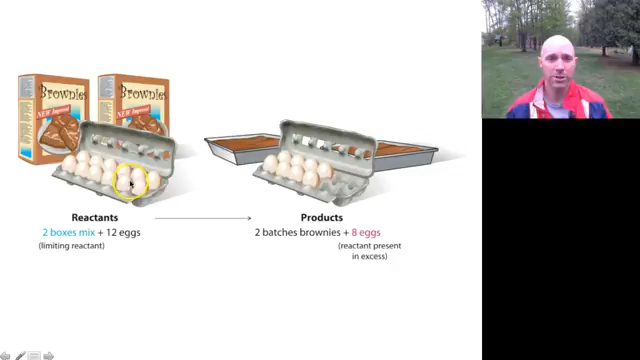 Brownies
NEW Improved
Brownies
NEW Improved
Reactants
Products
2 boxes mix + 12 eggs
2 batches brownies + 8 eggs
(limiting reactant)
(reactant present
in excess)